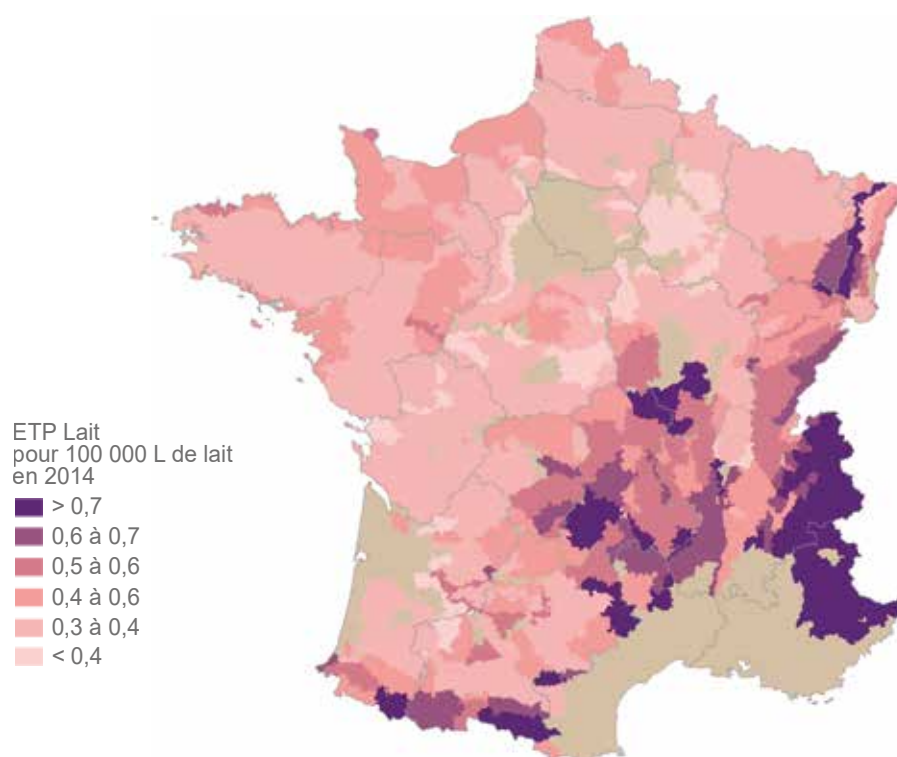 ETP Lait
pour 100 000 L de lait
en 2014
> 0,7
0,6 à 0,7
0,5 à 0,6
0,4 à 0,6
0,3 à 0,4
< 0,4